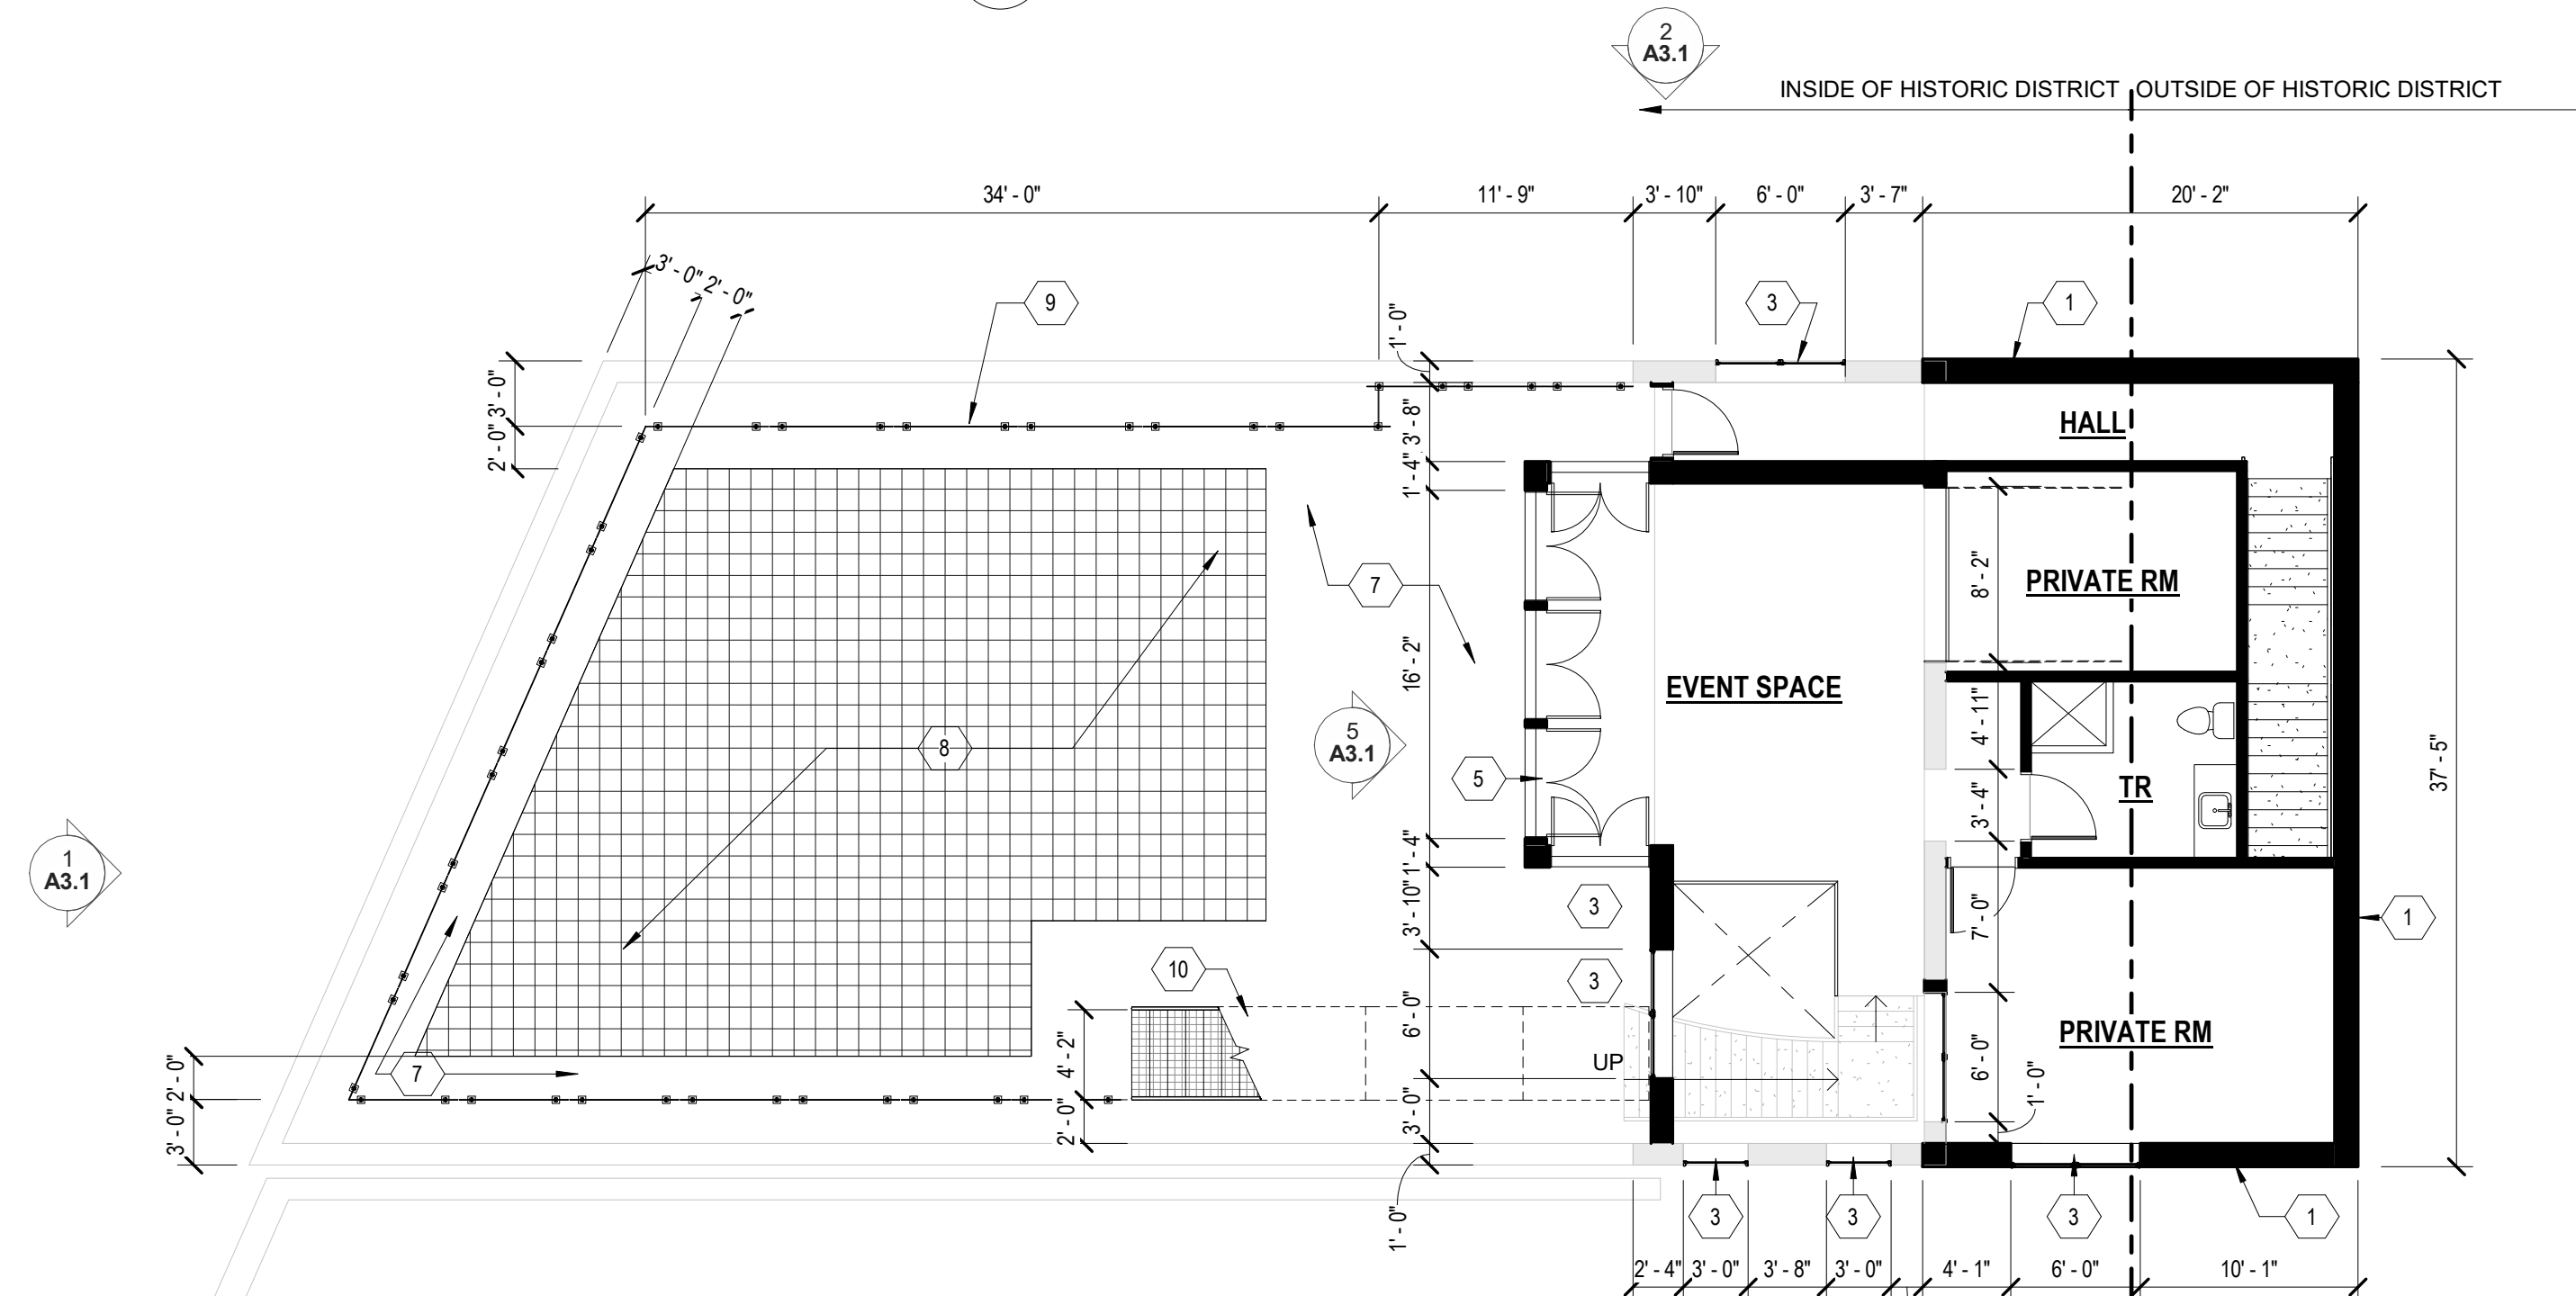 2
A3.1
INSIDE OF HISTORIC DISTRICT
OUTSIDE OF HISTORIC DISTRICT
34' - 0"
11' - 9"
3' - 10"
6' - 0"
3' - 7"
20' - 2"
3' - 0"
2' - 0"
9
3
1
1' - 0"
3' - 0"
2' - 0"
3' - 8"
1' - 4"
HALL
7
8' - 2"
PRIVATE RM
16' - 2"
EVENT SPACE
8
5
A3.1
5
4' - 11"
3' - 4"
TR
37' - 5"
1
A3.1
1' - 4"
3' - 10"
3
7' - 0"
1
10
3
6' - 0"
4' - 2"
UP
PRIVATE RM
6' - 0"
1' - 0"
7
2' - 0"
3' - 0"
2' - 0"
3' - 0"
1' - 0"
3
3
3
1
2' - 4"
3' - 0"
3' - 8"
3' - 0"
4' - 1"
6' - 0"
10' - 1"